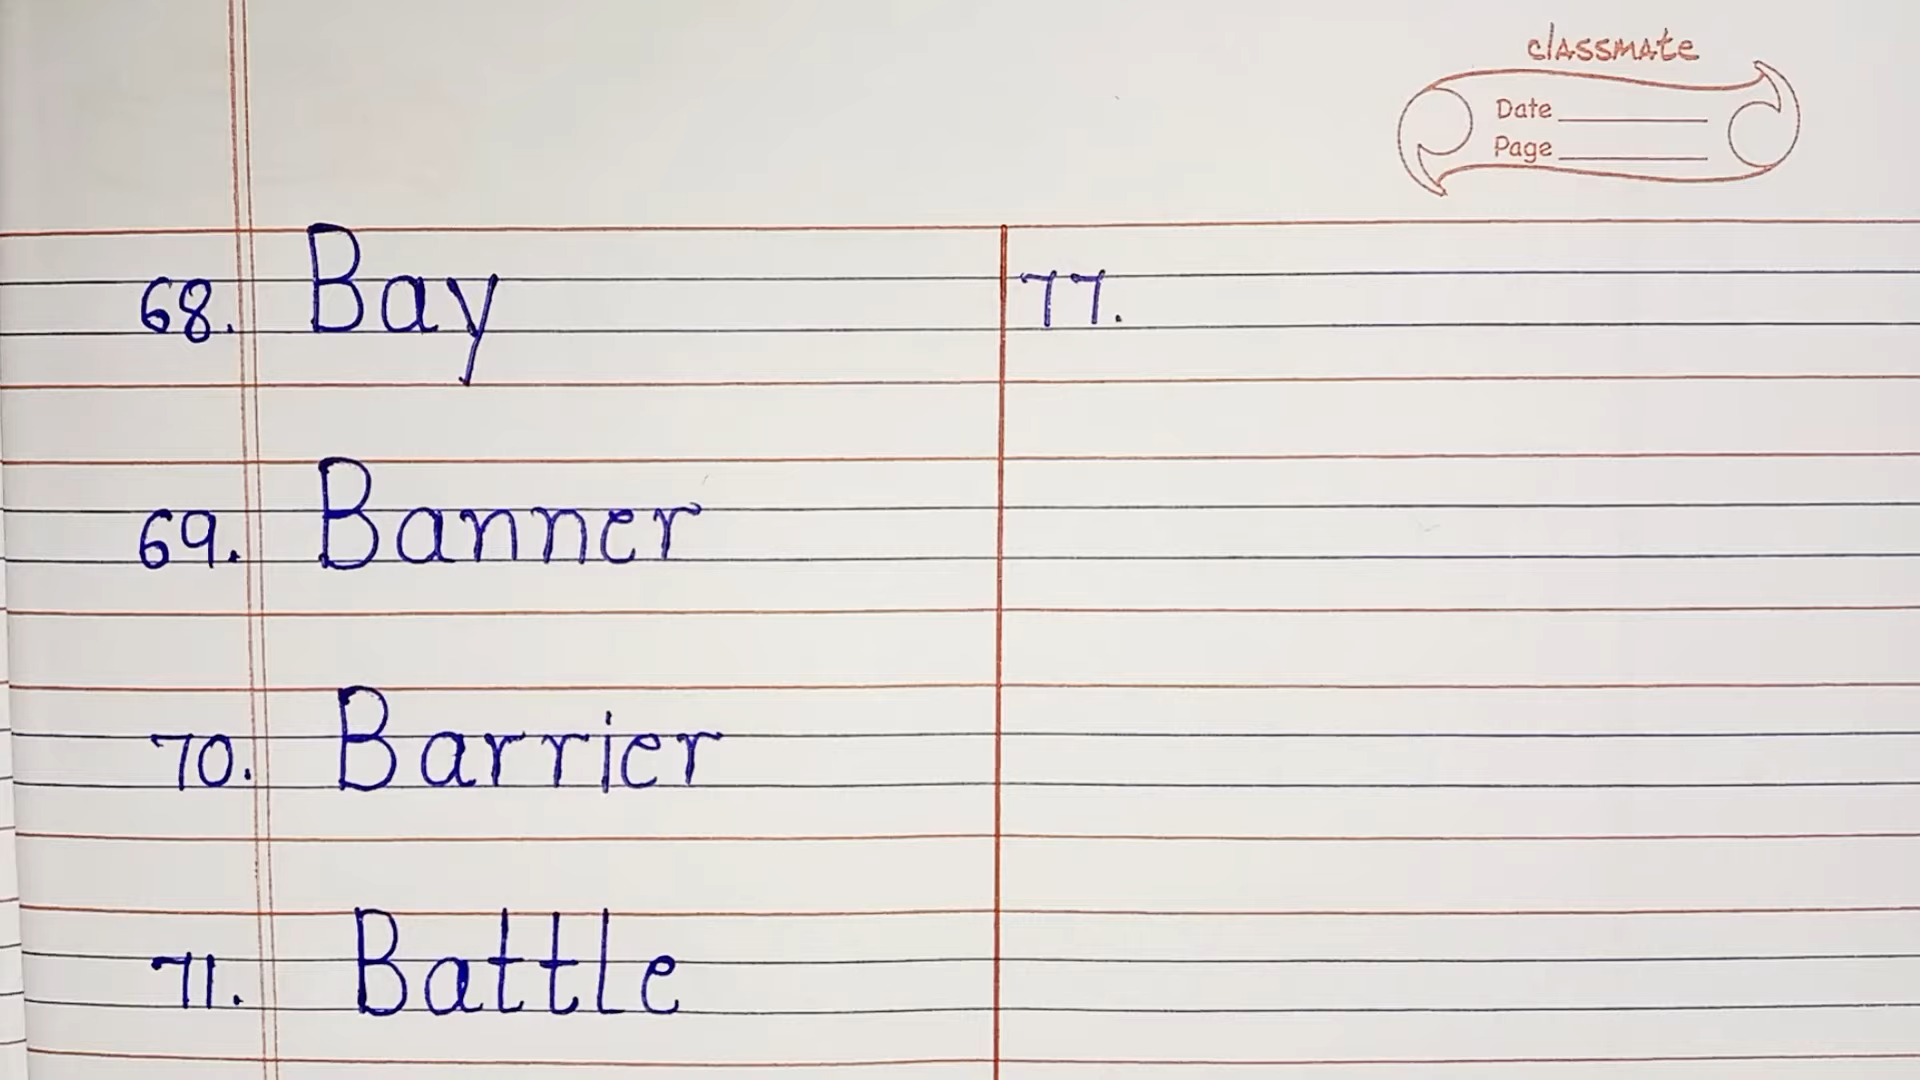 classmate
Date
Page
68. Bay
69. Banner
70. Barrier
71. Battle
77.